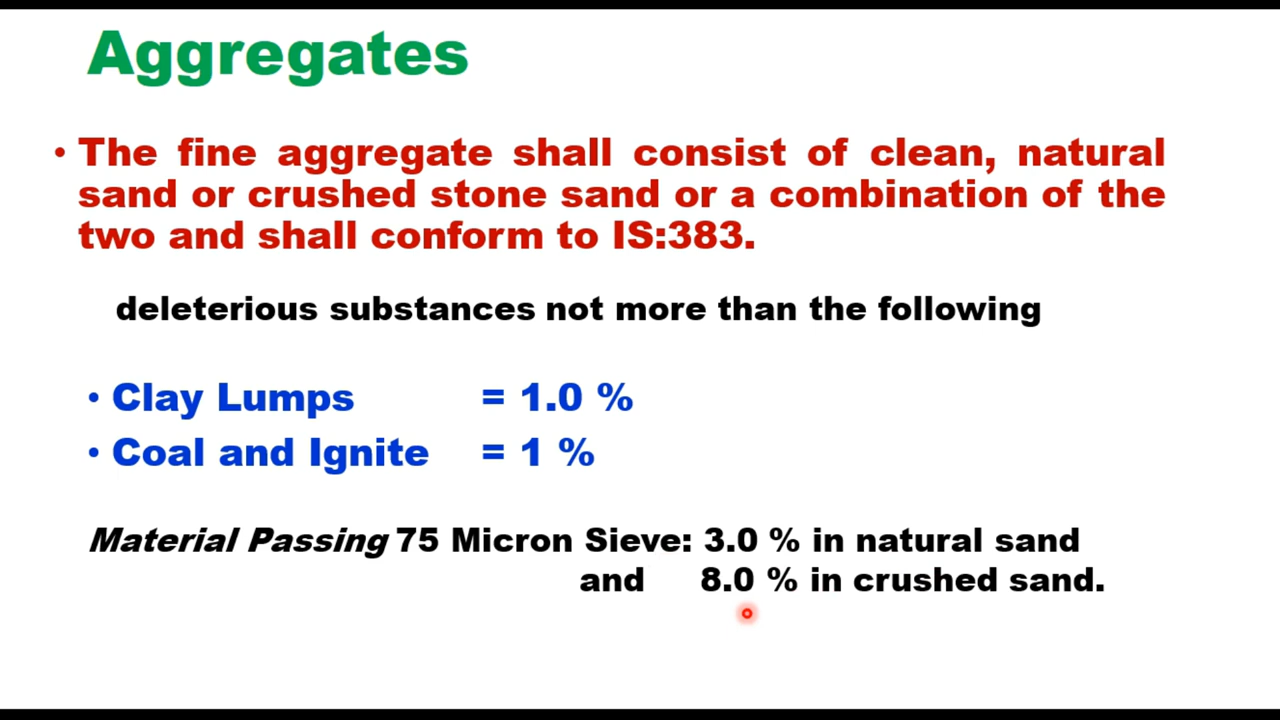 Aggregates
• The fine aggregate shall consist of clean, natural
sand or crushed stone sand or a combination of the
two and shall conform to IS:383.
deleterious substances not more than the following
• Clay Lumps = 1.0 %
• Coal and Ignite = 1 %
Material Passing 75 Micron Sieve: 3.0 % in natural sand
and 8.0 % in crushed sand.